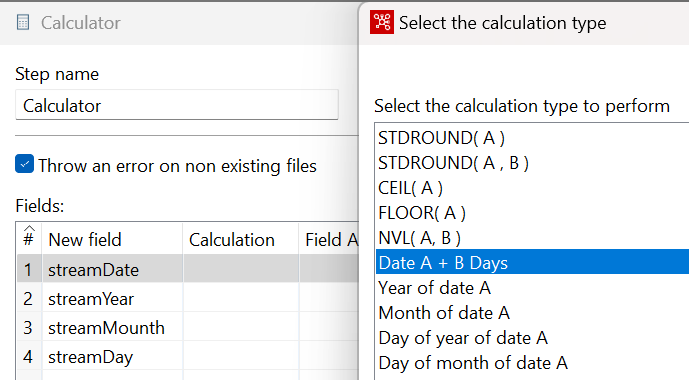 Calculator
Select the calculation type
Step name
Calculator
Select the calculation type to perform
STDROUND( A )
STDROUND( A , B )
CEIL( A )
FLOOR( A )
NVL( A, B )
Date A + B Days
Year of date A
Month of date A
Day of year of date A
Day of month of date A
Throw an error on non existing files
Fields:
# New field Calculation Field A
1 streamDate
2 streamYear
3 streamMounth
4 streamDay